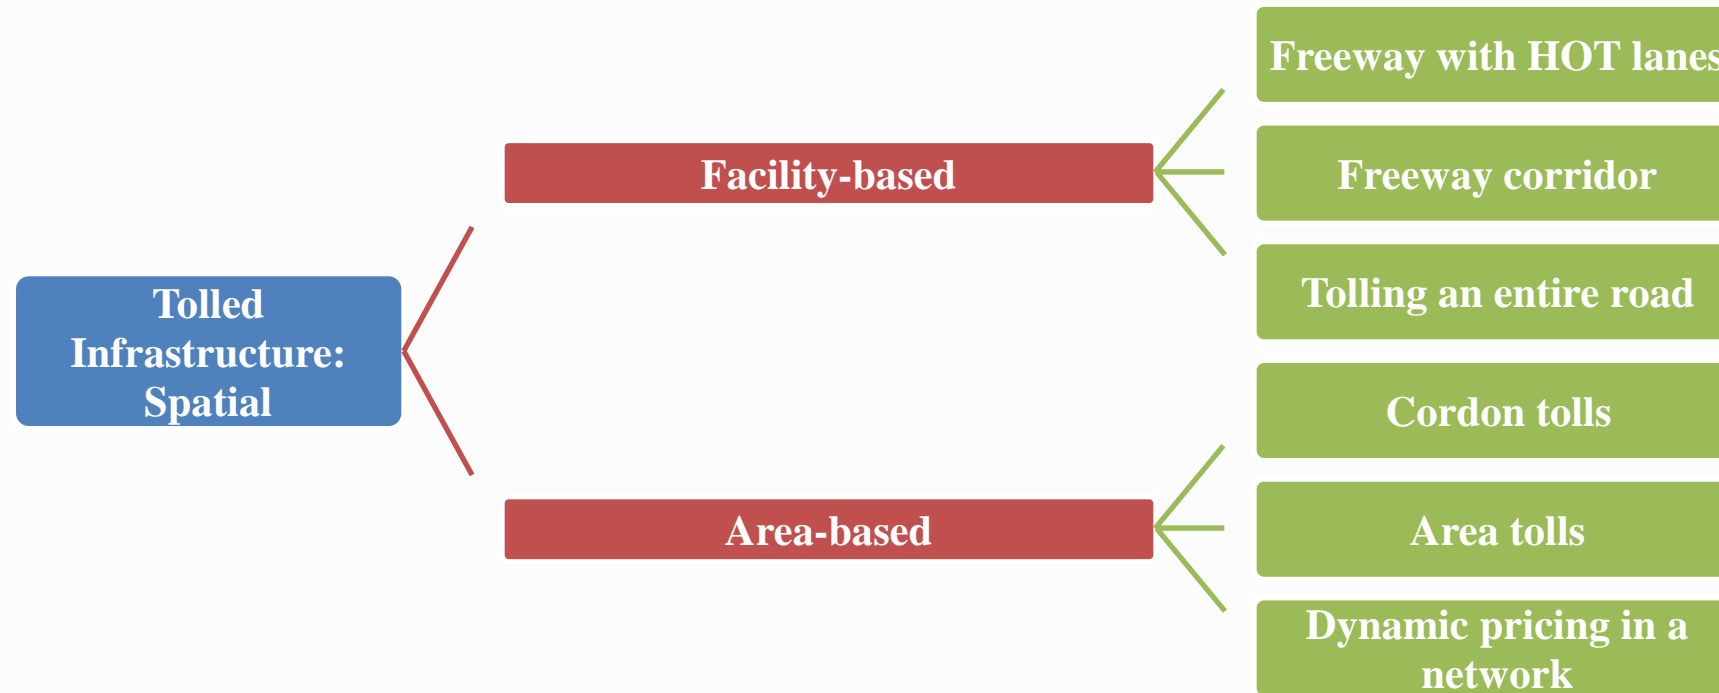 Tolled
Infrastructure:
Spatial
Facility-based
Freeway with HOT lanes
Freeway corridor
Tolling an entire road
Area-based
Cordon tolls
Area tolls
Dynamic pricing in a
network